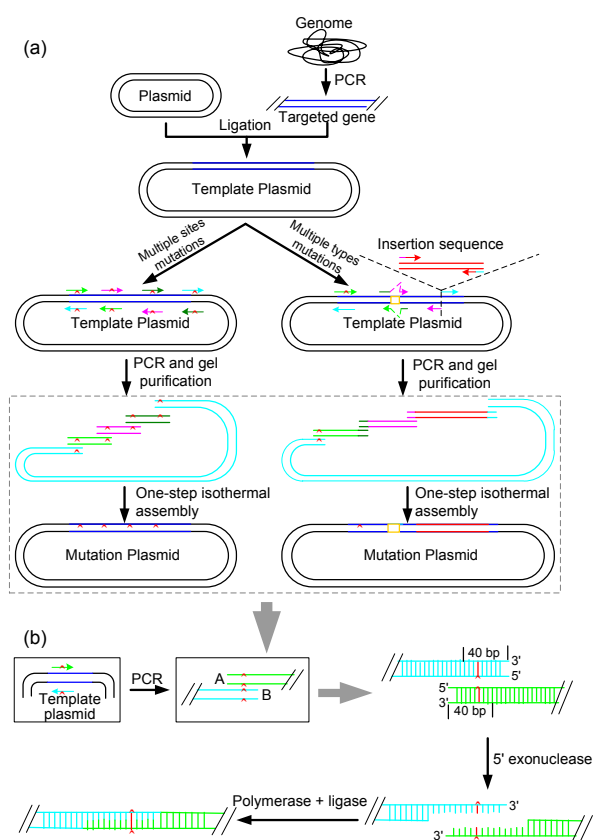 (a)
Genome
PCR
Plasmid
Targeted gene
Ligation
Template Plasmid
Multiple sites
mutations
Multiple types
mutations
Insertion sequence
Template Plasmid
Template Plasmid
PCR and gel
purification
PCR and gel
purification
One-step isothermal
assembly
One-step isothermal
assembly
Mutation Plasmid
Mutation Plasmid
(b)
Template
plasmid
PCR
A
B
40 bp
3'
5'
5'
3'
40 bp
5' exonuclease
Polymerase + ligase
3'
3'